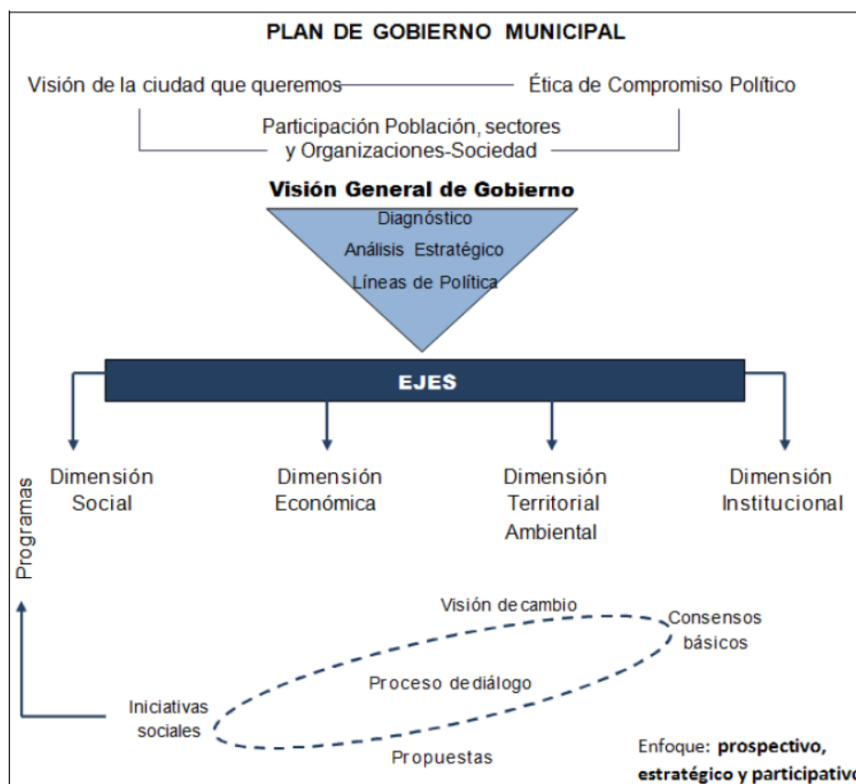 PLAN DE GOBIERNO MUNICIPAL
Visión de la ciudad que queremos
Ética de Compromiso Político
Participación Población, sectores
y Organizaciones-Sociedad
Visión General de Gobierno
Diagnóstico
Análisis Estratégico
Líneas de Política
EJES
Dimensión
Social
Dimensión
Económica
Dimensión
Territorial
Ambiental
Dimensión
Institucional
Programas
Visión de cambio
Consensos
básicos
Proceso de diálogo
Iniciativas
sociales
Propuestas
Enfoque: prospectivo,
estratégico y participativo